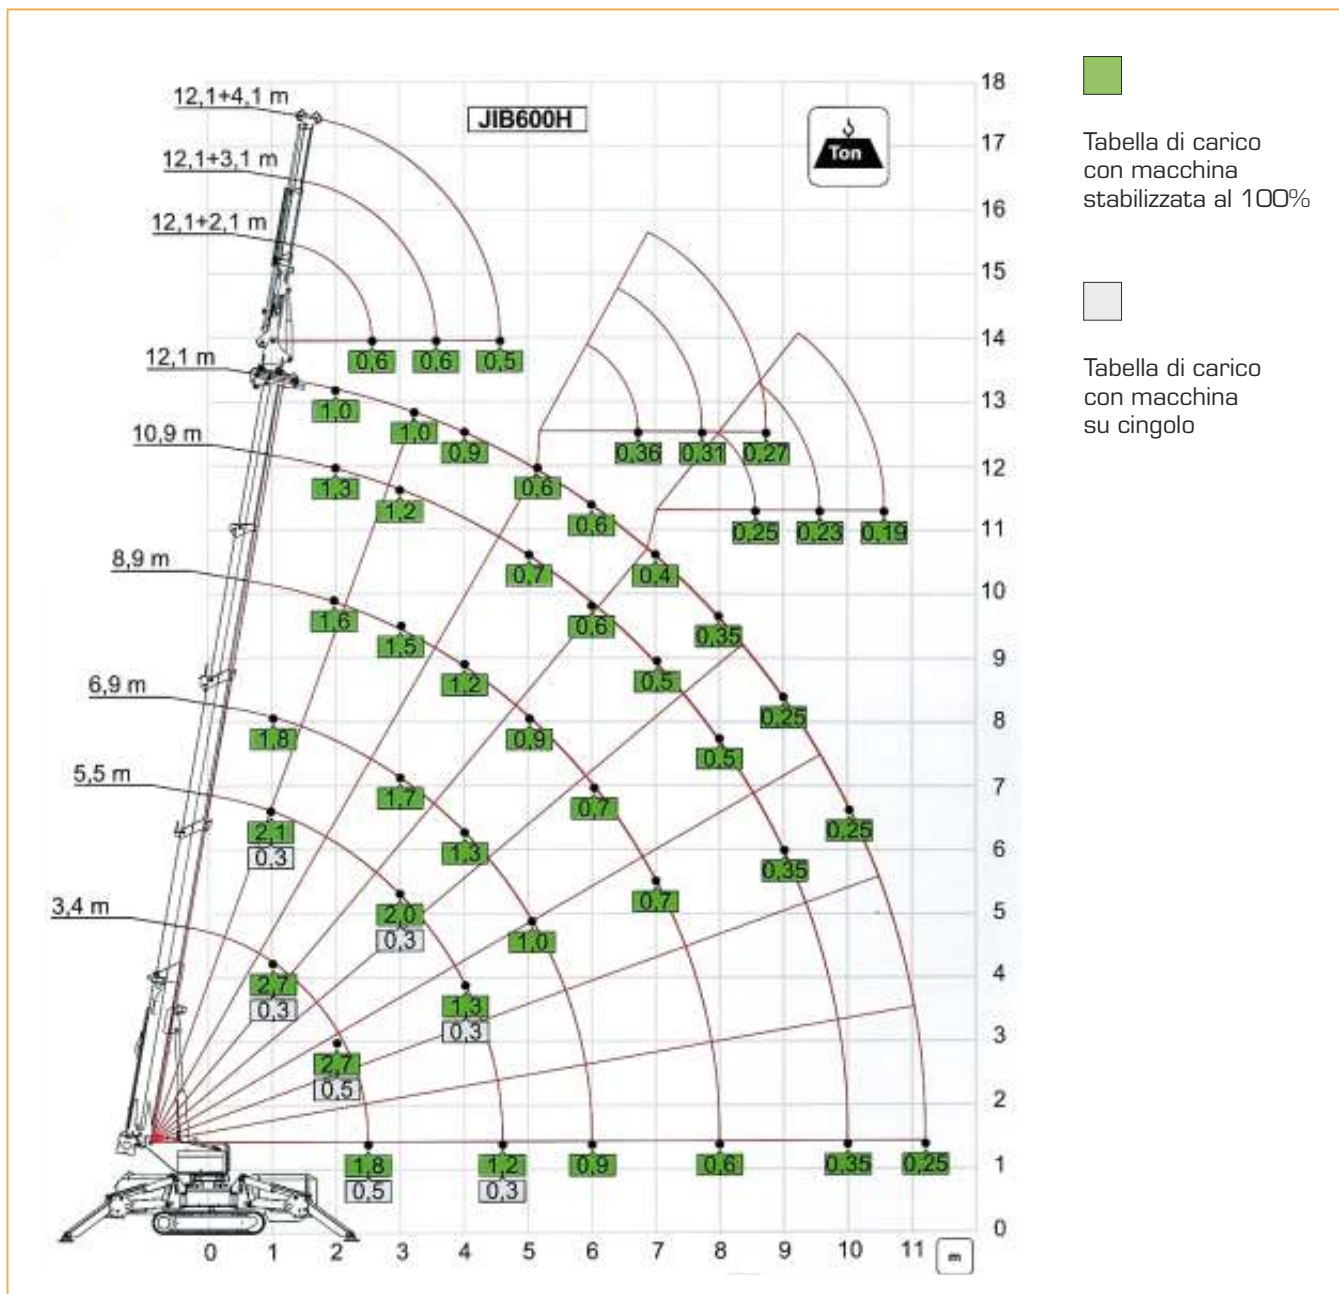 12,1+4,1 m
JIB600H
Ton
18
17
12,1+3,1 m
16
12,1+2,1 m
15
14
0,6 0,6 0,5
12,1 m
13
1,0 1,0 0,9
0,36 0,31 0,27
10,9 m
12
1,3 1,2 0,6 0,6
0,25 0,23 0,19
11
8,9 m
0,7 0,4
10
1,6 1,5 0,6 0,35
9
6,9 m
1,2 0,5 0,25
8
1,8 0,9 0,5
5,5 m
7
1,7 0,7 0,25
2,1 1,3 0,35
0,3
6
3,4 m
2,0 0,7
5
0,3 1,0
4
2,7 1,3
0,3 0,3
3
2,7
0,5
2
1,8 1,2 0,9 0,6 0,35 0,25
1
0,5 0,3
0
0 1 2 3 4 5 6 7 8 9 10 11 m
Tabella di carico
con macchina
stabilizzata al 100%
Tabella di carico
con macchina
su cingolo